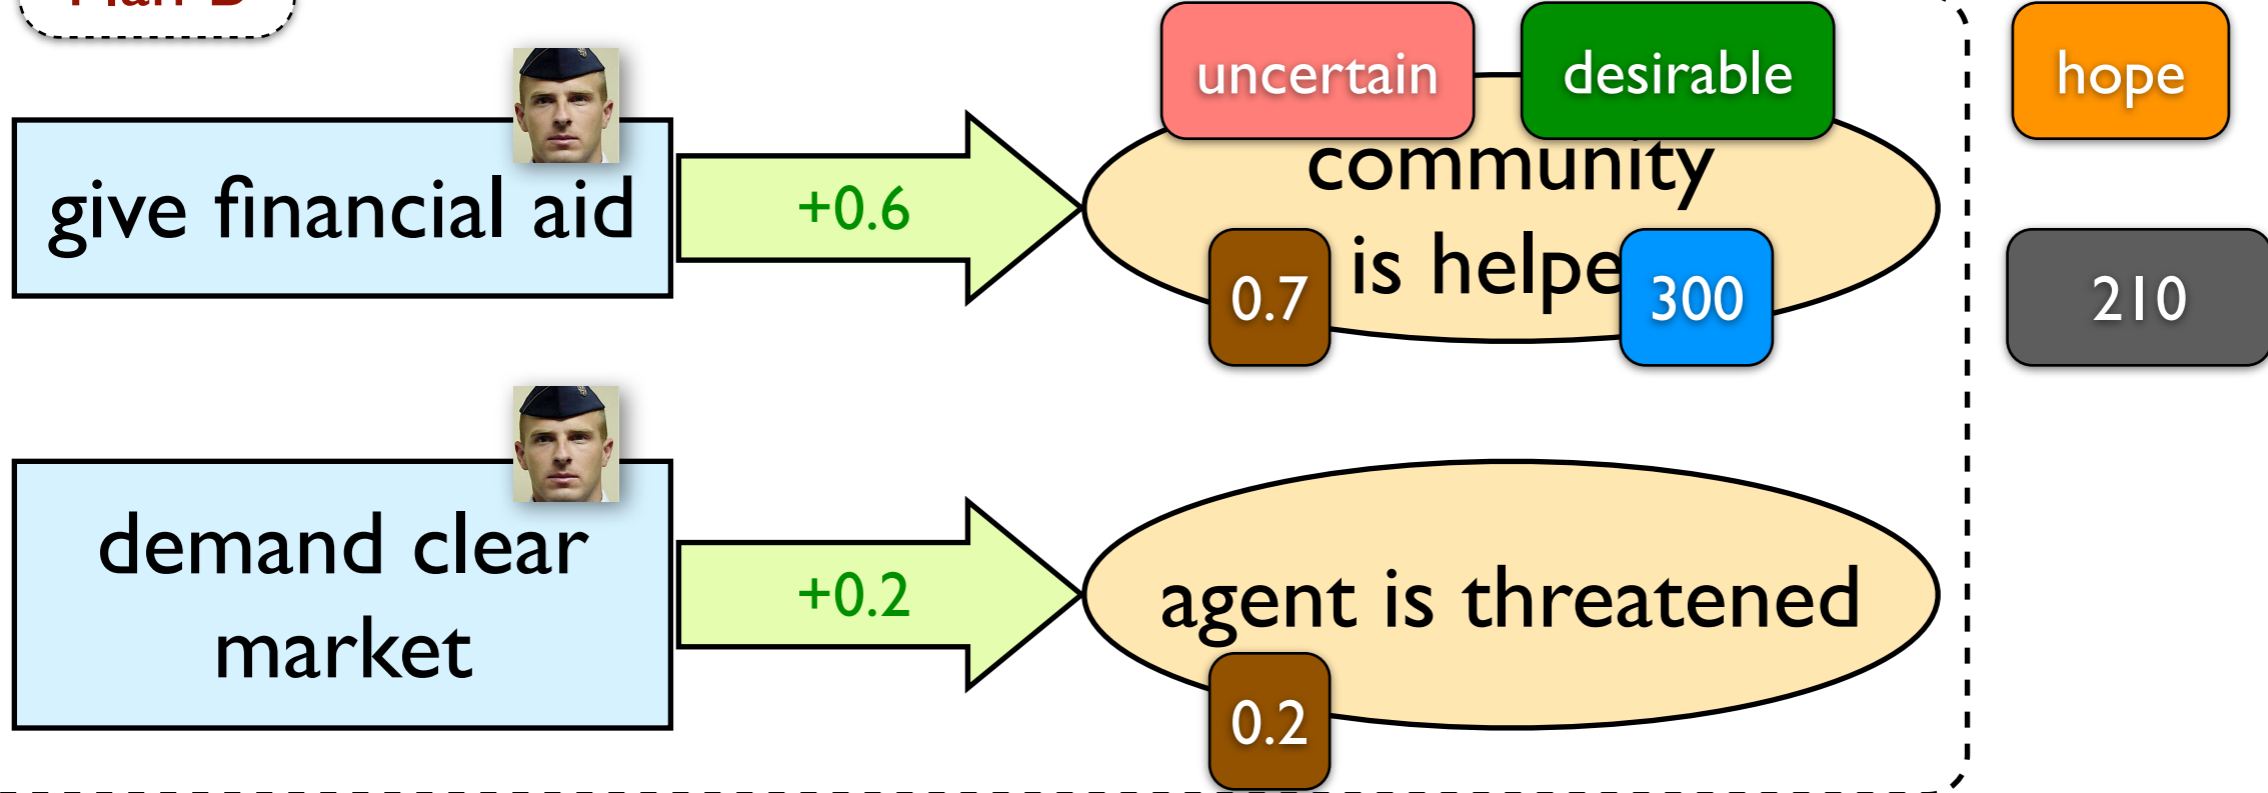 uncertain
desirable
hope
give financial aid
+0.6
community
is helpe
0.7
300
210
demand clear
market
+0.2
agent is threatened
0.2